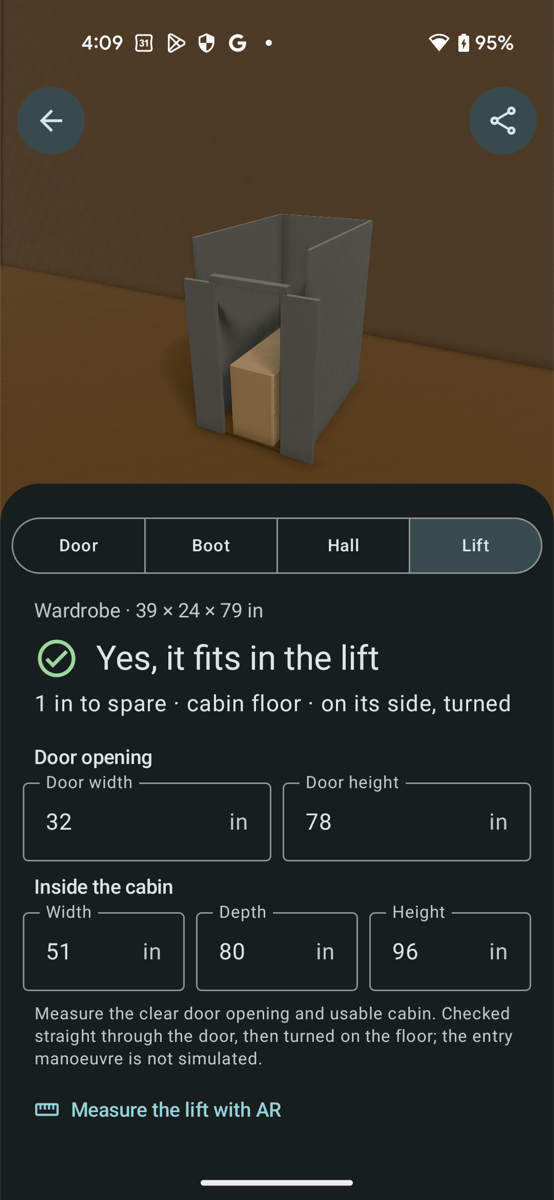 4:09 31 G 95%
Door Boot Hall Lift
Wardrobe · 39 × 24 × 79 in
Yes, it fits in the lift
1 in to spare · cabin floor · on its side, turned
Door opening
Door width Door height
32 in 78 in
Inside the cabin
Width Depth Height
51 in 80 in 96 in
Measure the clear door opening and usable cabin. Checked
straight through the door, then turned on the floor; the entry
manoeuvre is not simulated.
Measure the lift with AR